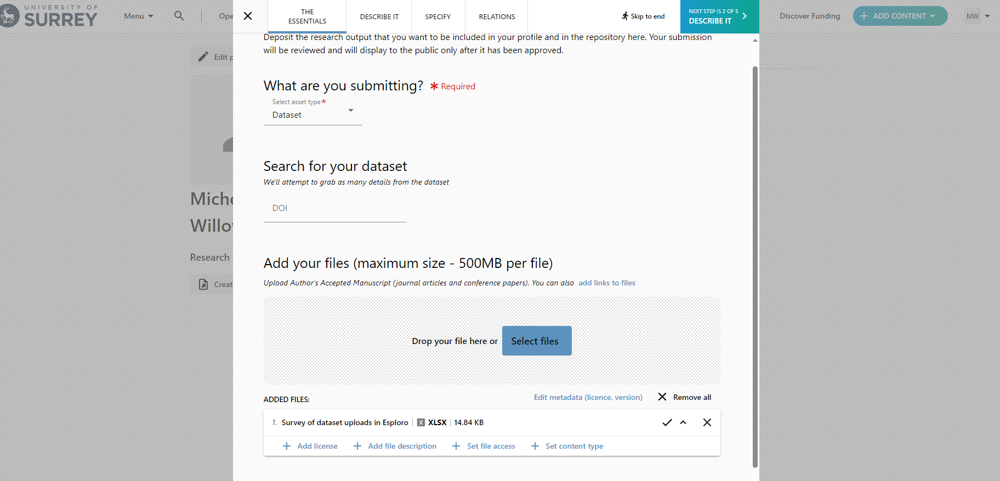 UNIVERSITY OF
SURREY
Menu
Ope
THE
ESSENTIALS
DESCRIBE IT
SPECIFY
RELATIONS
Skip to end
NEXT STEP IS 2 OF 5
DESCRIBE IT
Discover Funding
ADD CONTENT
MW
Edit p
Deposit the research output that you want to be included in your profile and in the repository here. Your submission
will be reviewed and will display to the public only after it has been approved.
What are you submitting? * Required
Select asset type*
Dataset
Search for your dataset
We'll attempt to grab as many details from the dataset
Miche
Willow
DOI
Research
Add your files (maximum size - 500MB per file)
Creat
Upload Author's Accepted Manuscript (journal articles and conference papers). You can also add links to files
Drop your file here or Select files
ADDED FILES:
Edit metadata (licence, version)
Remove all
1. Survey of dataset uploads in Esploro | X XLSX | 14.84 KB
+ Add license + Add file description + Set file access + Set content type